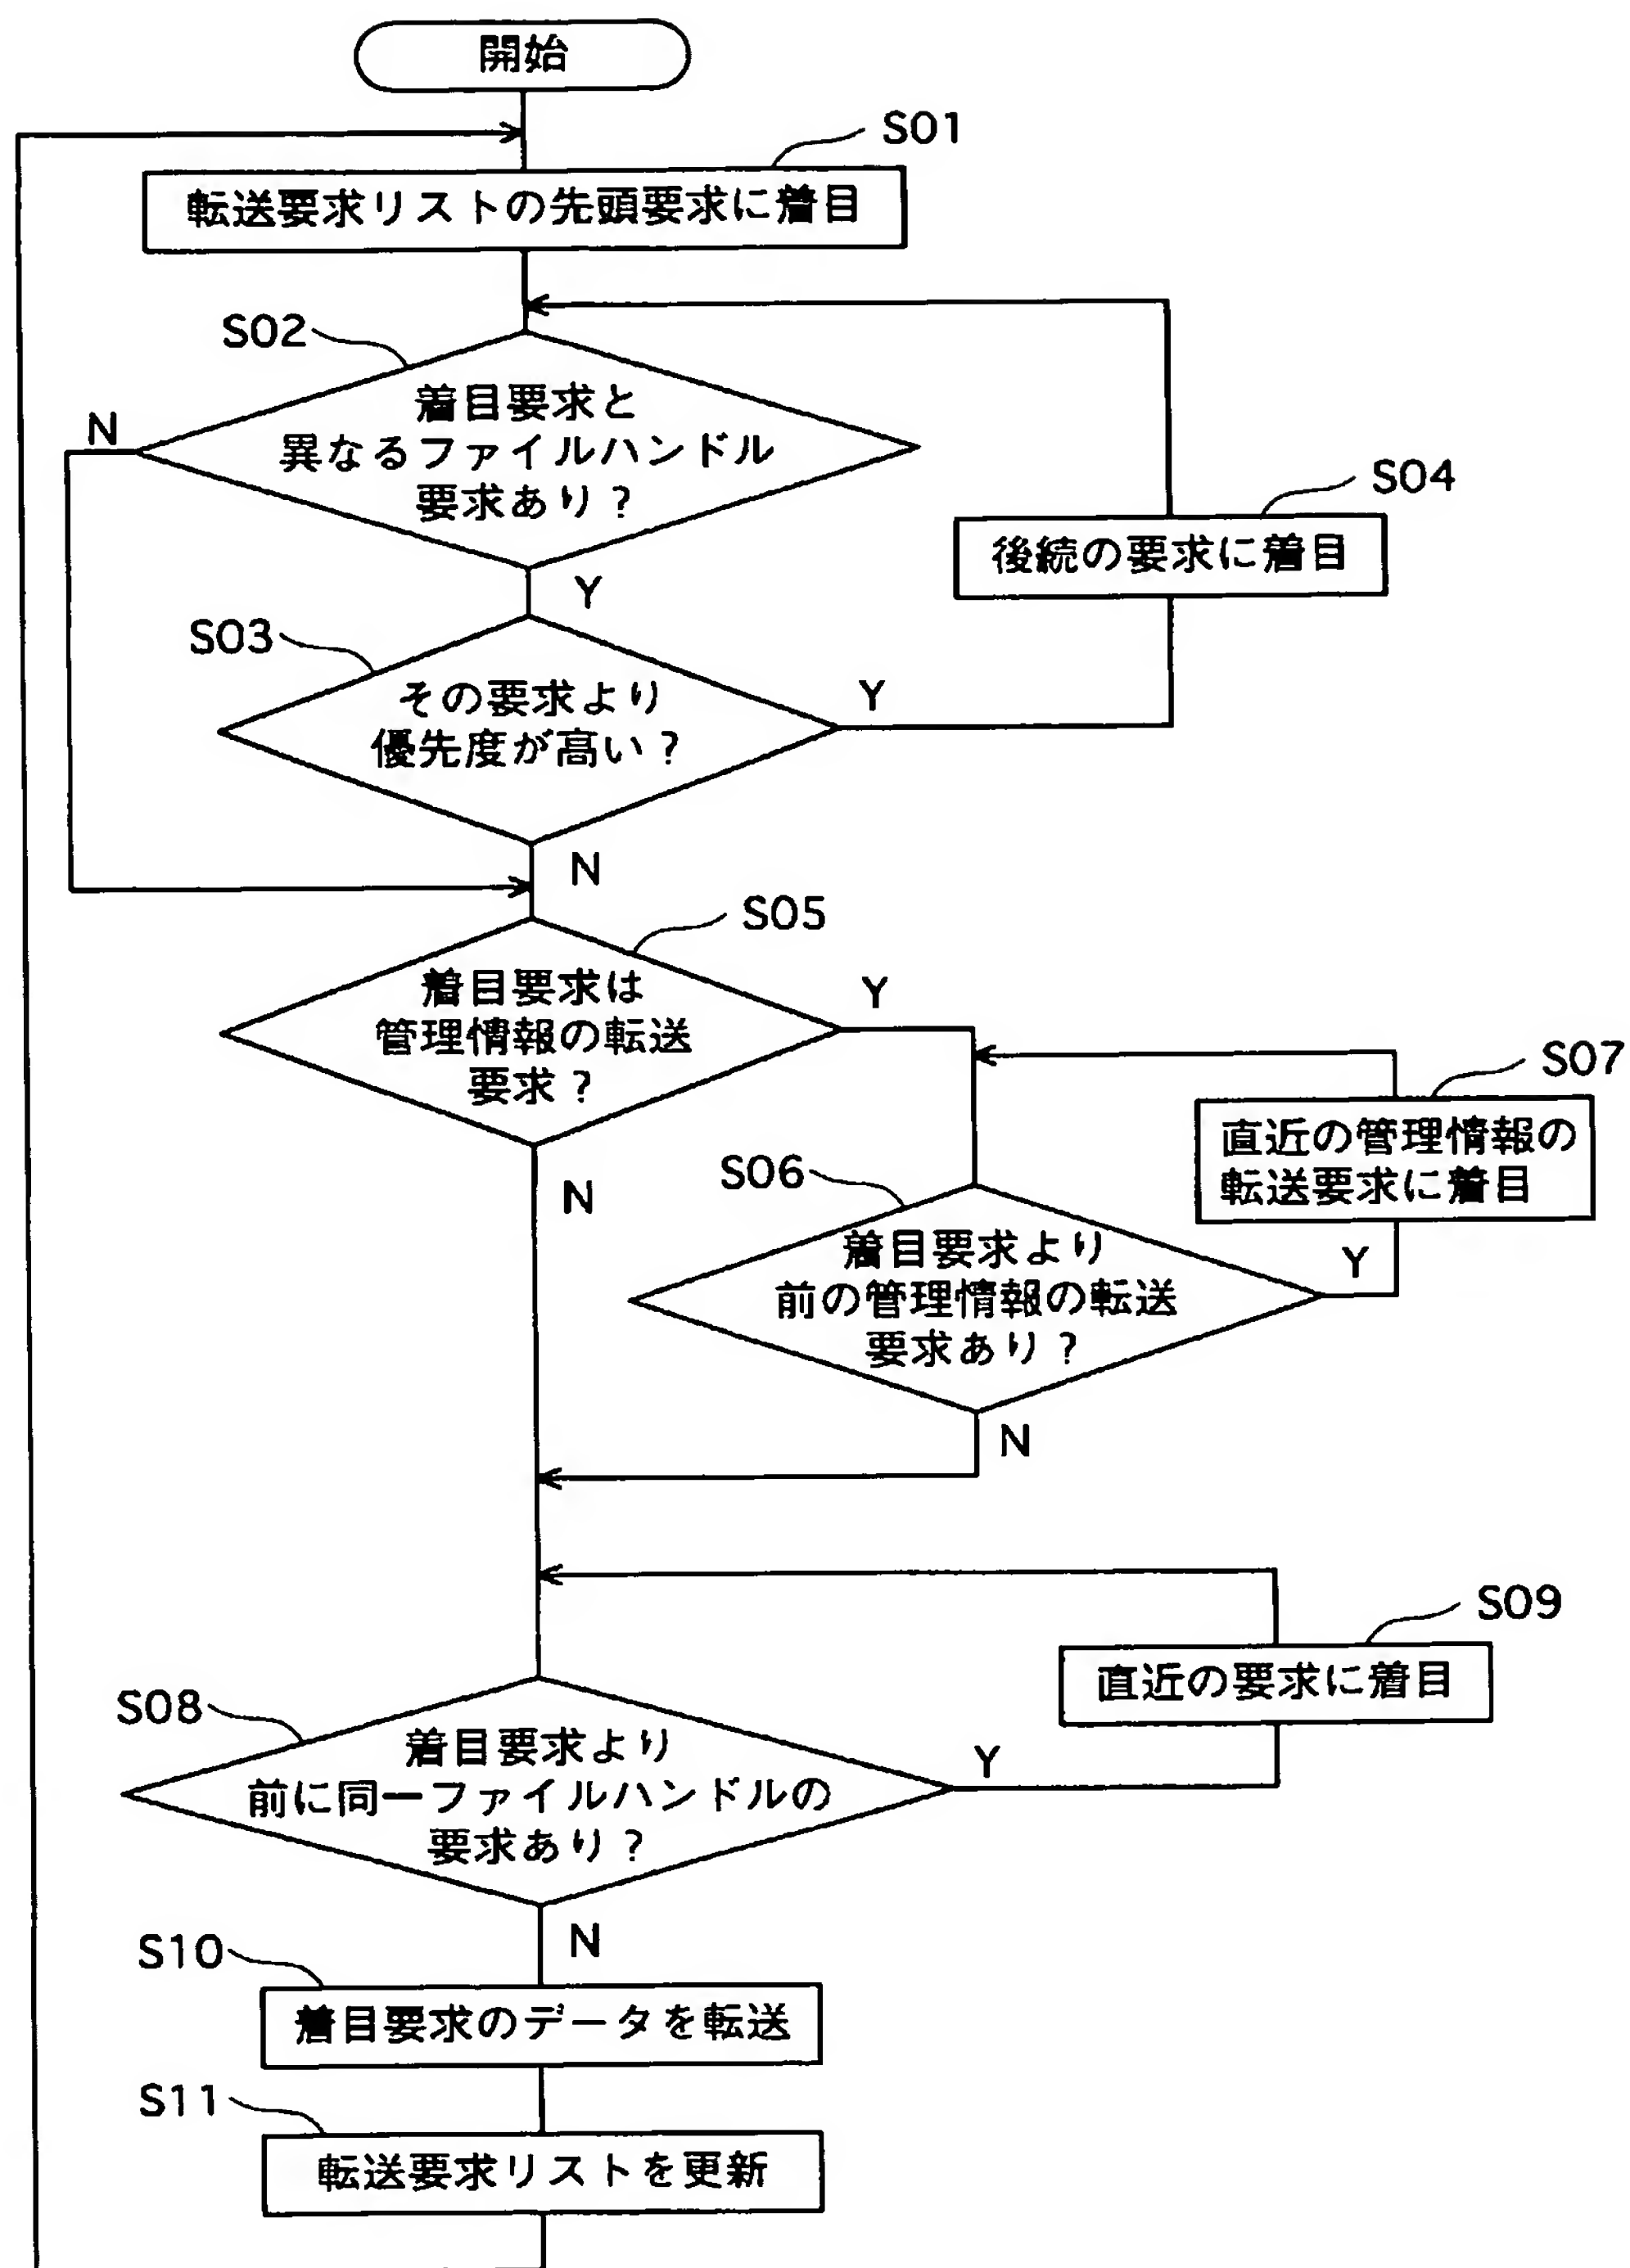 開始
S01
転送要求リストの先頭要求に着目
S02
着目要求と
異なるファイルハンドル
要求あり？
N
Y
S04
後続の要求に着目
S03
その要求より
優先度が高い？
Y
N
S05
着目要求は
管理情報の転送
要求？
Y
N
S07
直近の管理情報の
転送要求に着目
S06
着目要求より
前の管理情報の転送
要求あり？
Y
N
S09
直近の要求に着目
S08
着目要求より
前に同一ファイルハンドルの
要求あり？
Y
N
S10
着目要求のデータを転送
S11
転送要求リストを更新